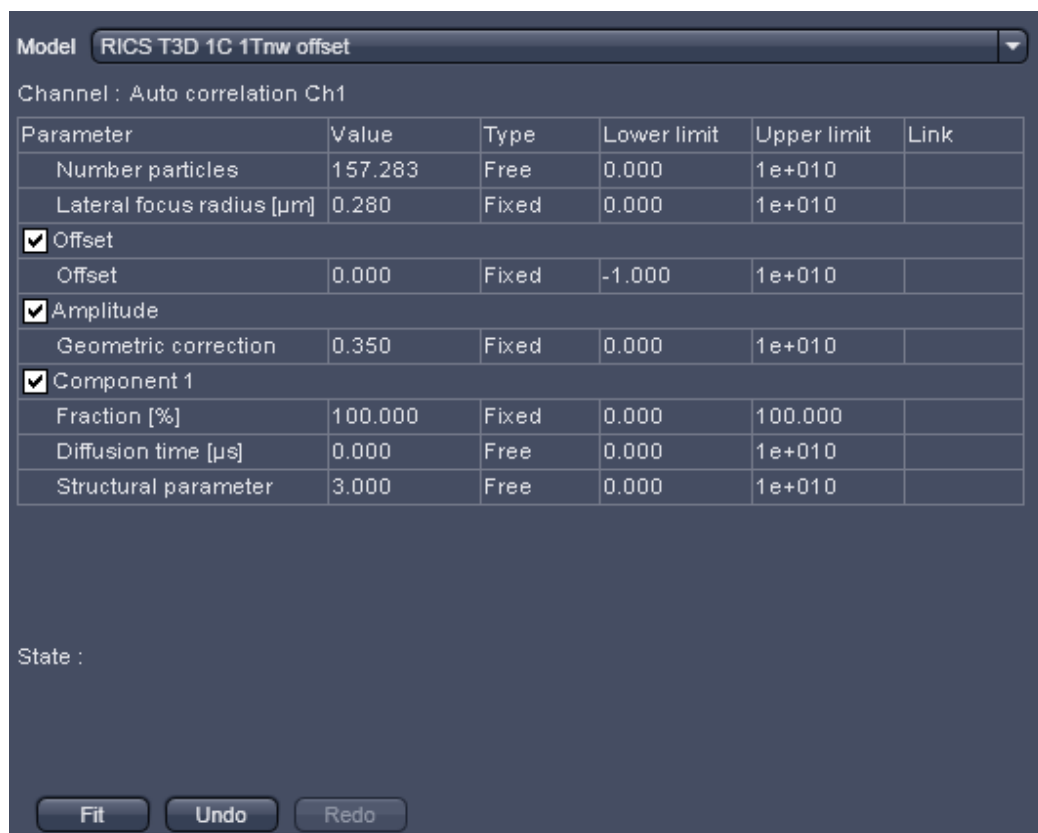 Model RICS T3D 1C 1Tnw offset
Channel : Auto correlation Ch1
Parameter Value Type Lower limit Upper limit Link
Number particles 157.283 Free 0.000 1e+010
Lateral focus radius [µm] 0.280 Fixed 0.000 1e+010
Offset
Offset 0.000 Fixed -1.000 1e+010
Amplitude
Geometric correction 0.350 Fixed 0.000 1e+010
Component 1
Fraction [%] 100.000 Fixed 0.000 100.000
Diffusion time [µs] 0.000 Free 0.000 1e+010
Structural parameter 3.000 Free 0.000 1e+010
State :
Fit Undo Redo